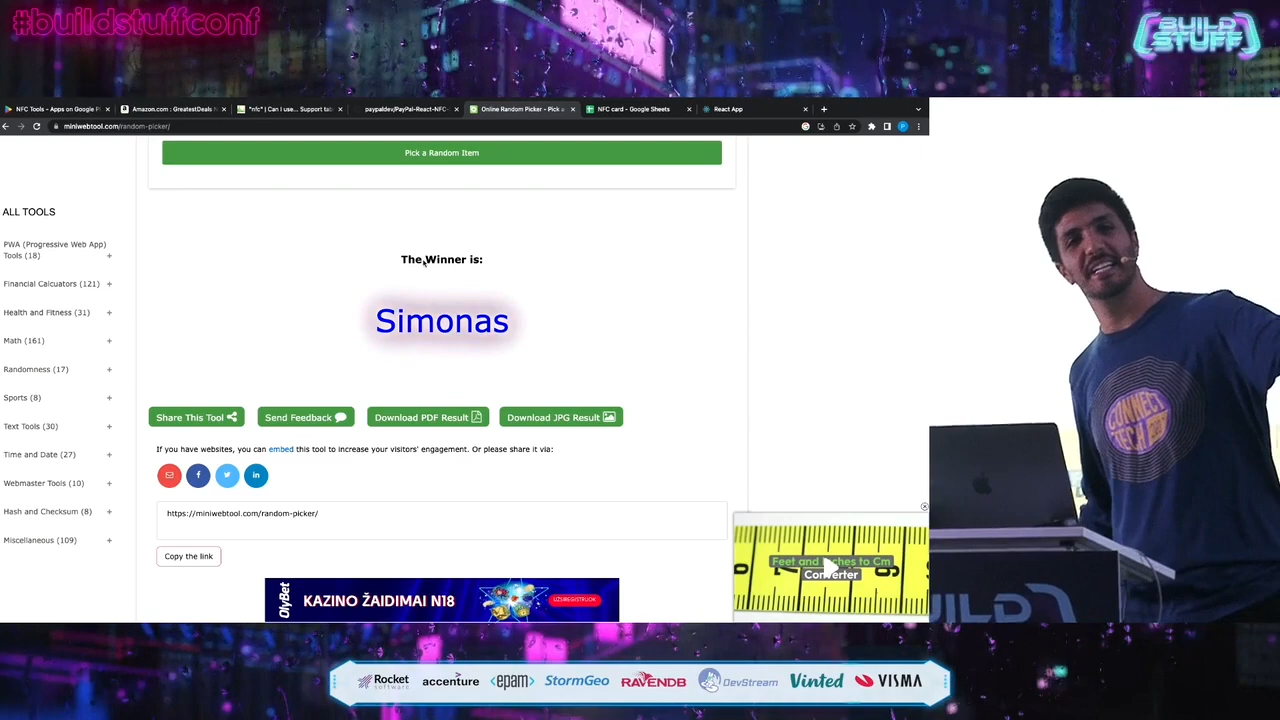 #buildstuffconf
BUILD
STUFF
NFC Tools - Apps on Google P
Amazon.com : GreatestDeals N
"nfc" | Can I use... Support tab
paypaldev/PayPal-React-NFC-
Online Random Picker - Pick a
NFC card - Google Sheets
React App
miniwebtool.com/random-picker/
P
Pick a Random Item
ALL TOOLS
PWA (Progressive Web App)
Tools (18) +
Financial Calcuators (121) +
Health and Fitness (31) +
Math (161) +
Randomness (17) +
Sports (8) +
Text Tools (30) +
Time and Date (27) +
Webmaster Tools (10) +
Hash and Checksum (8) +
Miscellaneous (109) +
The Winner is:
Simonas
Share This Tool
Send Feedback
Download PDF Result
Download JPG Result
If you have websites, you can embed this tool to increase your visitors' engagement. Or please share it via:
https://miniwebtool.com/random-picker/
Copy the link
OlyBet
KAZINO ŽAIDIMAI N18
UŽSIREGISTRUOK
Feet and Inches to Cm
Converter
CONNECT
TECH
BUILD
Rocket
software
accenture
<epam>
StormGeo
RAVENDB
DevStream
Vinted
VISMA